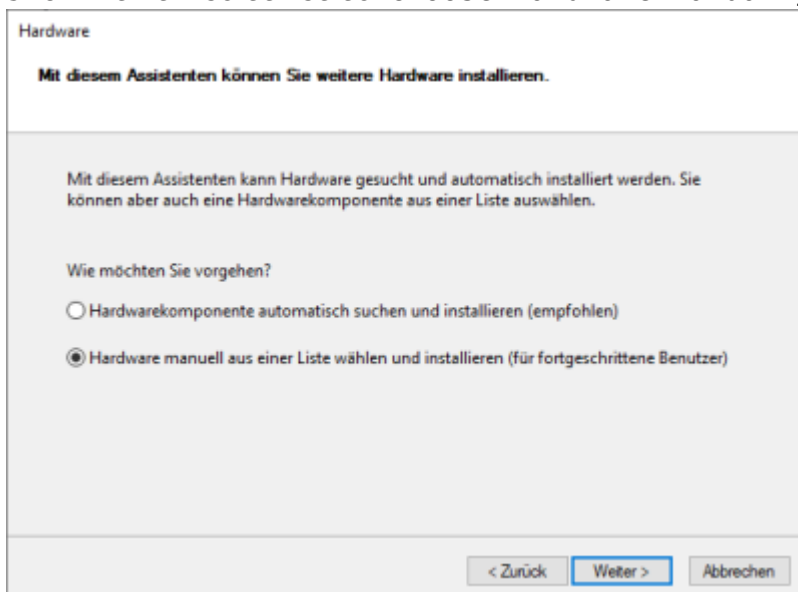 Hardware
Mit diesem Assistenten können Sie weitere Hardware installieren.
Mit diesem Assistenten kann Hardware gesucht und automatisch installiert werden. Sie
können aber auch eine Hardwarekomponente aus einer Liste auswählen.
Wie möchten Sie vorgehen?
Hardwarekomponente automatisch suchen und installieren (empfohlen)
Hardware manuell aus einer Liste wählen und installieren (für fortgeschrittene Benutzer)
< Zurück Weiter > Abbrechen